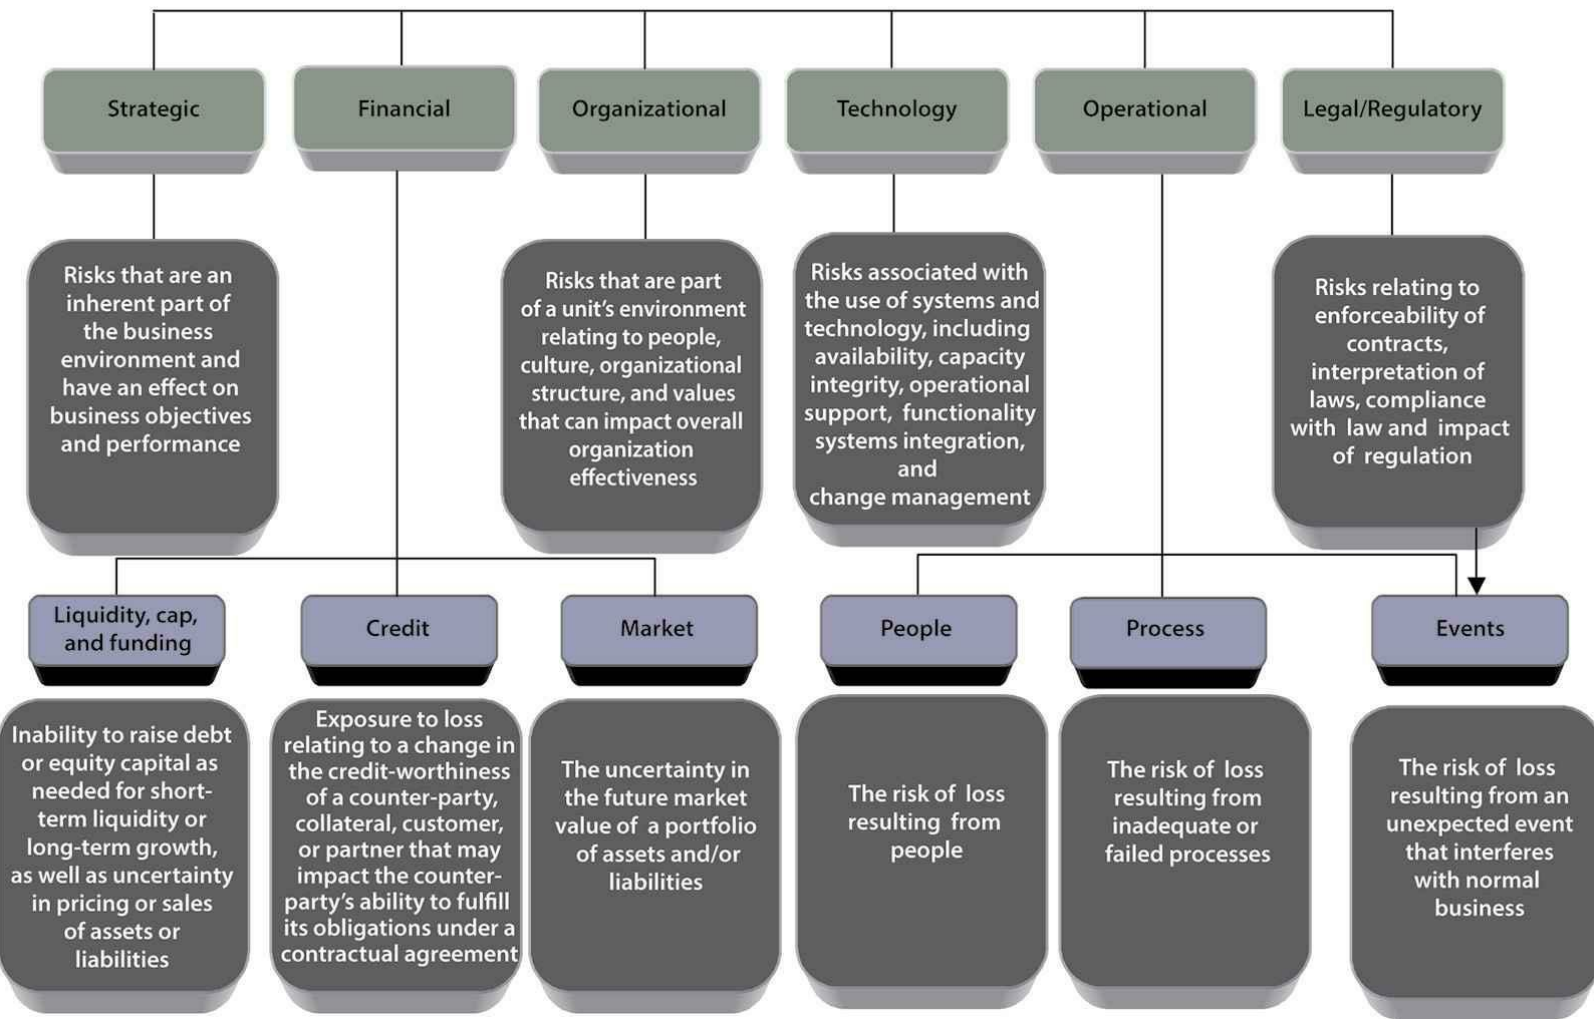 Strategic
Financial
Organizational
Technology
Operational
Legal/Regulatory
Risks that are an
inherent part of
the business
environment and
have an effect on
business objectives
and performance
Risks that are part
of a unit's environment
relating to people,
culture, organizational
structure, and values
that can impact overall
organization
effectiveness
Risks associated with
the use of systems and
technology, including
availability, capacity
integrity, operational
support, functionality
systems integration,
and
change management
Risks relating to
enforceability of
contracts,
interpretation of
laws, compliance
with law and impact
of regulation
Liquidity, cap,
and funding
Credit
Market
People
Process
Events
Inability to raise debt
or equity capital as
needed for short-
term liquidity or
long-term growth,
as well as uncertainty
in pricing or sales
of assets or
liabilities
Exposure to loss
relating to a change in
the credit-worthiness
of a counter-party,
collateral, customer,
or partner that may
impact the counter-
party's ability to fulfill
its obligations under a
contractual agreement
The uncertainty in
the future market
value of a portfolio
of assets and/or
liabilities
The risk of loss
resulting from
people
The risk of loss
resulting from
inadequate or
failed processes
The risk of loss
resulting from an
unexpected event
that interferes
with normal
business